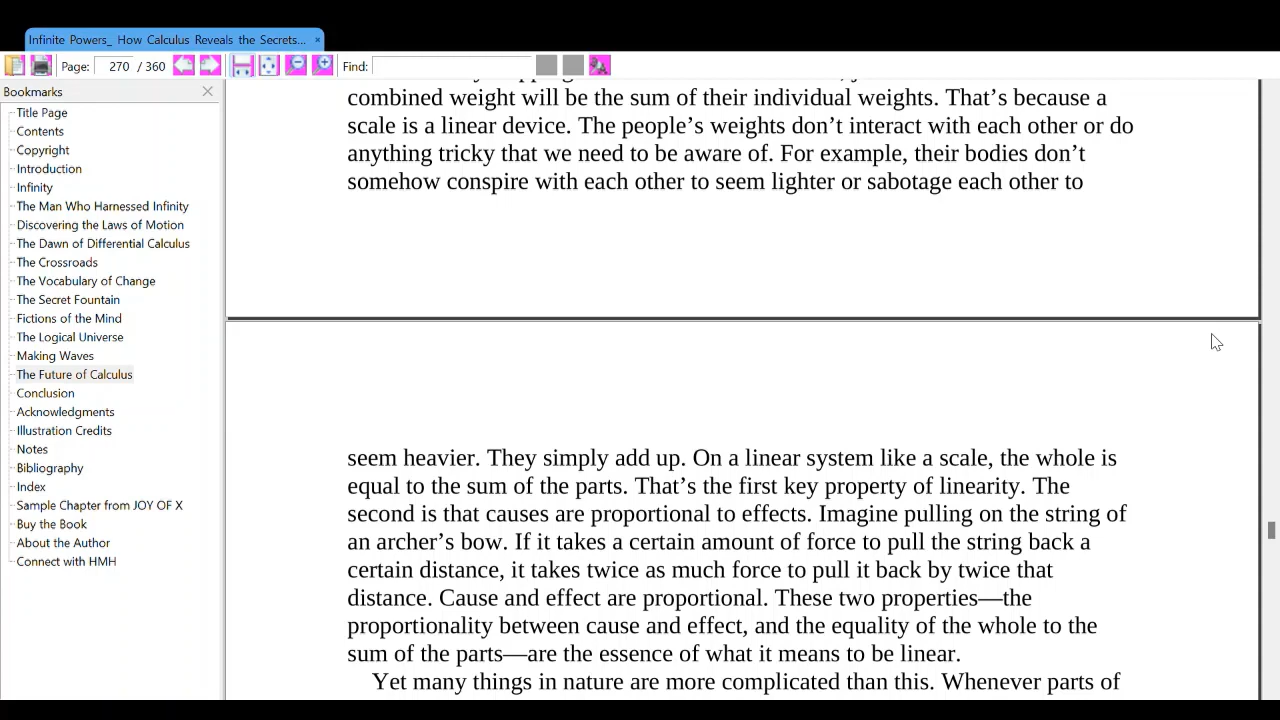 Infinite Powers_ How Calculus Reveals the Secrets... ×
Page: 270 / 360 Find:
Bookmarks
Title Page
Contents
Copyright
Introduction
Infinity
The Man Who Harnessed Infinity
Discovering the Laws of Motion
The Dawn of Differential Calculus
The Crossroads
The Vocabulary of Change
The Secret Fountain
Fictions of the Mind
The Logical Universe
Making Waves
The Future of Calculus
Conclusion
Acknowledgments
Illustration Credits
Notes
Bibliography
Index
Sample Chapter from JOY OF X
Buy the Book
About the Author
Connect with HMH
combined weight will be the sum of their individual weights. That’s because a
scale is a linear device. The people’s weights don’t interact with each other or do
anything tricky that we need to be aware of. For example, their bodies don’t
somehow conspire with each other to seem lighter or sabotage each other to
seem heavier. They simply add up. On a linear system like a scale, the whole is
equal to the sum of the parts. That’s the first key property of linearity. The
second is that causes are proportional to effects. Imagine pulling on the string of
an archer’s bow. If it takes a certain amount of force to pull the string back a
certain distance, it takes twice as much force to pull it back by twice that
distance. Cause and effect are proportional. These two properties—the
proportionality between cause and effect, and the equality of the whole to the
sum of the parts—are the essence of what it means to be linear.
Yet many things in nature are more complicated than this. Whenever parts of